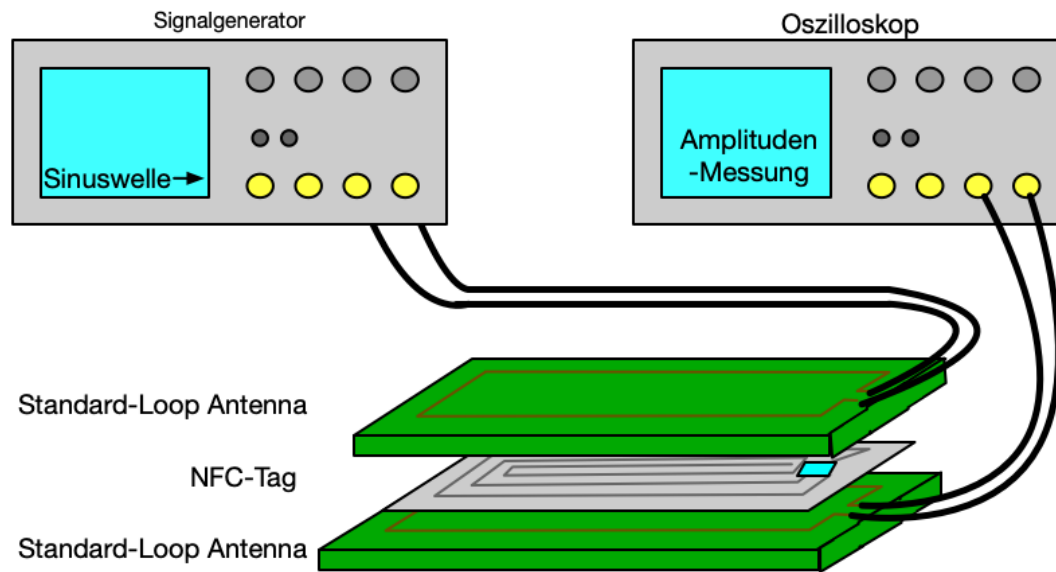 Signalgenerator
Oszilloskop
Sinuswelle
Amplituden
-Messung
Standard-Loop Antenna
NFC-Tag
Standard-Loop Antenna